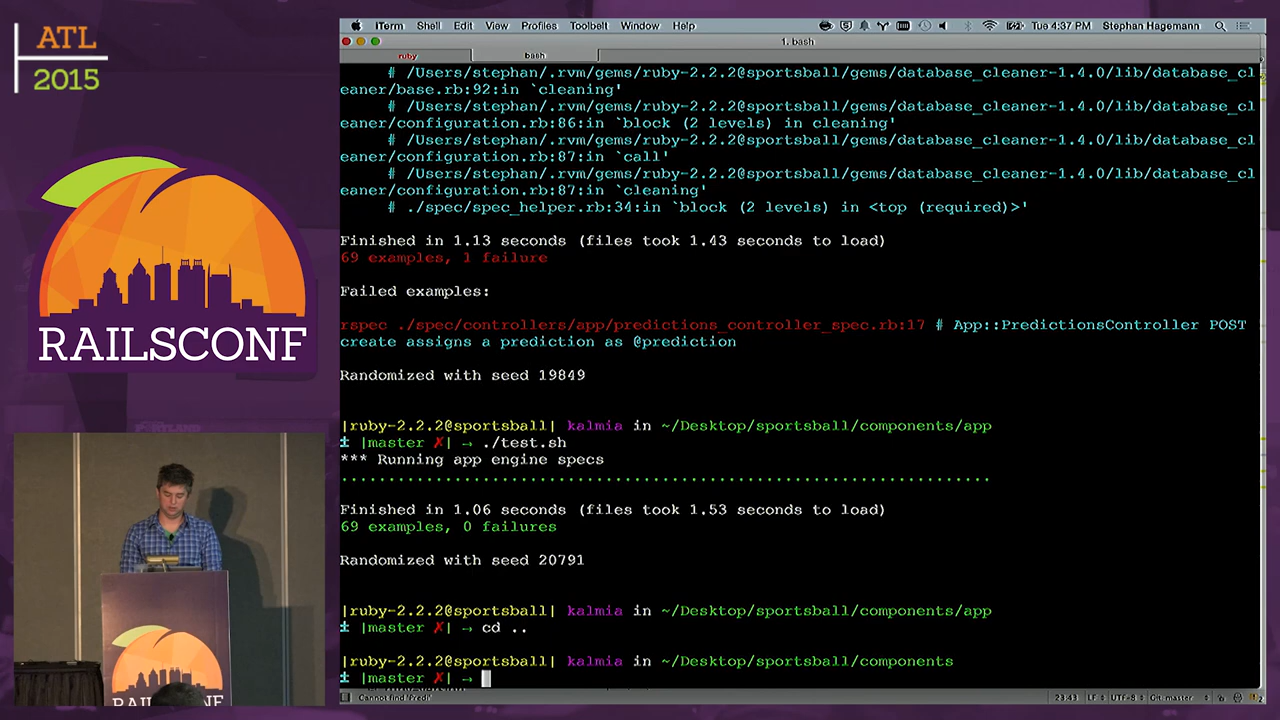 ATL
2015
RAILSCONF
iTerm Shell Edit View Profiles Toolbelt Window Help Tue 4:37 PM Stephan Hagemann
1. bash
ruby bash
# /Users/stephan/.rvm/gems/ruby-2.2.2@sportsball/gems/database_cleaner-1.4.0/lib/database_cl
eaner/base.rb:92:in `cleaning'
# /Users/stephan/.rvm/gems/ruby-2.2.2@sportsball/gems/database_cleaner-1.4.0/lib/database_cl
eaner/configuration.rb:86:in `block (2 levels) in cleaning'
# /Users/stephan/.rvm/gems/ruby-2.2.2@sportsball/gems/database_cleaner-1.4.0/lib/database_cl
eaner/configuration.rb:87:in `call'
# /Users/stephan/.rvm/gems/ruby-2.2.2@sportsball/gems/database_cleaner-1.4.0/lib/database_cl
eaner/configuration.rb:87:in `cleaning'
# ./spec/spec_helper.rb:34:in `block (2 levels) in <top (required)>'
Finished in 1.13 seconds (files took 1.43 seconds to load)
69 examples, 1 failure
Failed examples:
rspec ./spec/controllers/app/predictions_controller_spec.rb:17 # App::PredictionsController POST
create assigns a prediction as @prediction
Randomized with seed 19849
|ruby-2.2.2@sportsball| kalmia in ~/Desktop/sportsball/components/app
± |master ✗| → ./test.sh
*** Running app engine specs
.....................................................................
Finished in 1.06 seconds (files took 1.53 seconds to load)
69 examples, 0 failures
Randomized with seed 20791
|ruby-2.2.2@sportsball| kalmia in ~/Desktop/sportsball/components/app
± |master ✗| → cd ..
|ruby-2.2.2@sportsball| kalmia in ~/Desktop/sportsball/components
± |master ✗| →
Cannot find 'Predi' 23:43 LF UTF-8 Git: master
RAILSCONF